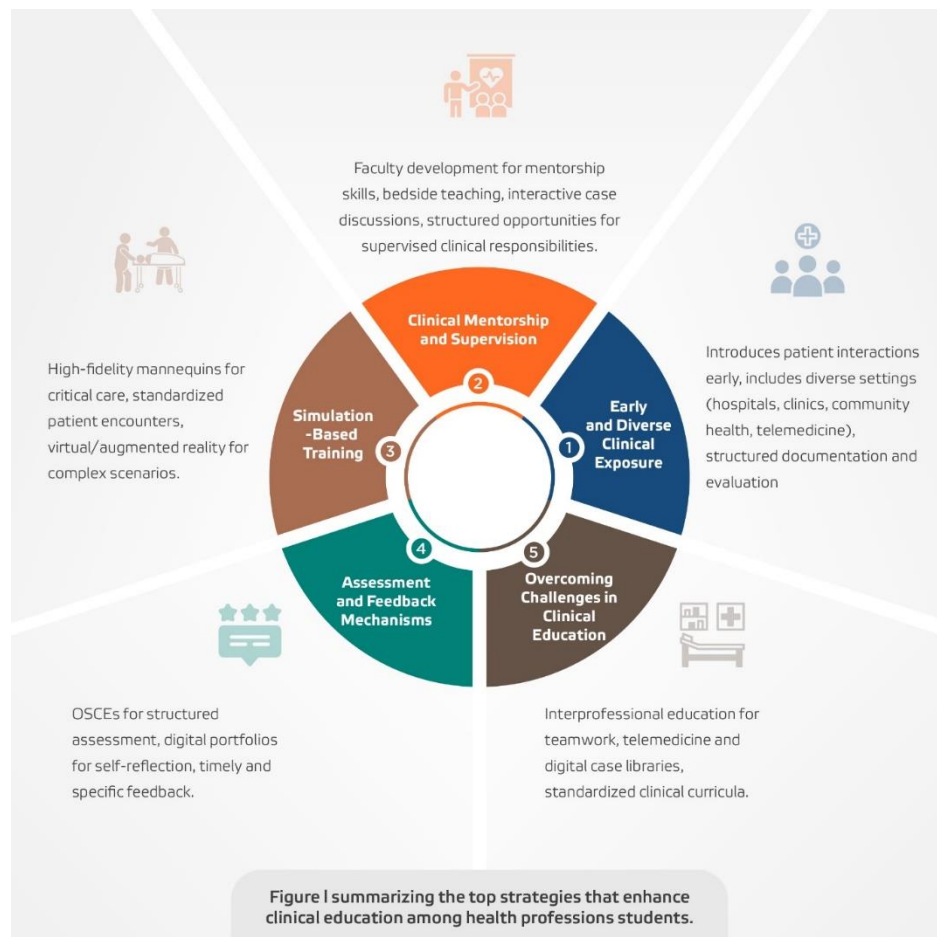 Faculty development for mentorship
skills, bedside teaching, interactive case
discussions, structured opportunities for
supervised clinical responsibilities.
Clinical Mentorship
and Supervision
2
Introduces patient interactions
early, includes diverse settings
(hospitals, clinics, community
health, telemedicine),
structured documentation and
evaluation
Early
and Diverse
Clinical
Exposure
1
High-fidelity mannequins for
critical care, standardized
patient encounters,
virtual/augmented reality for
complex scenarios.
Simulation
-Based
Training
3
Assessment
and Feedback
Mechanisms
4
OSCEs for structured
assessment, digital portfolios
for self-reflection, timely and
specific feedback.
5
Overcoming
Challenges in
Clinical
Education
Interprofessional education for
teamwork, telemedicine and
digital case libraries,
standardized clinical curricula.
Figure I summarizing the top strategies that enhance
clinical education among health professions students.